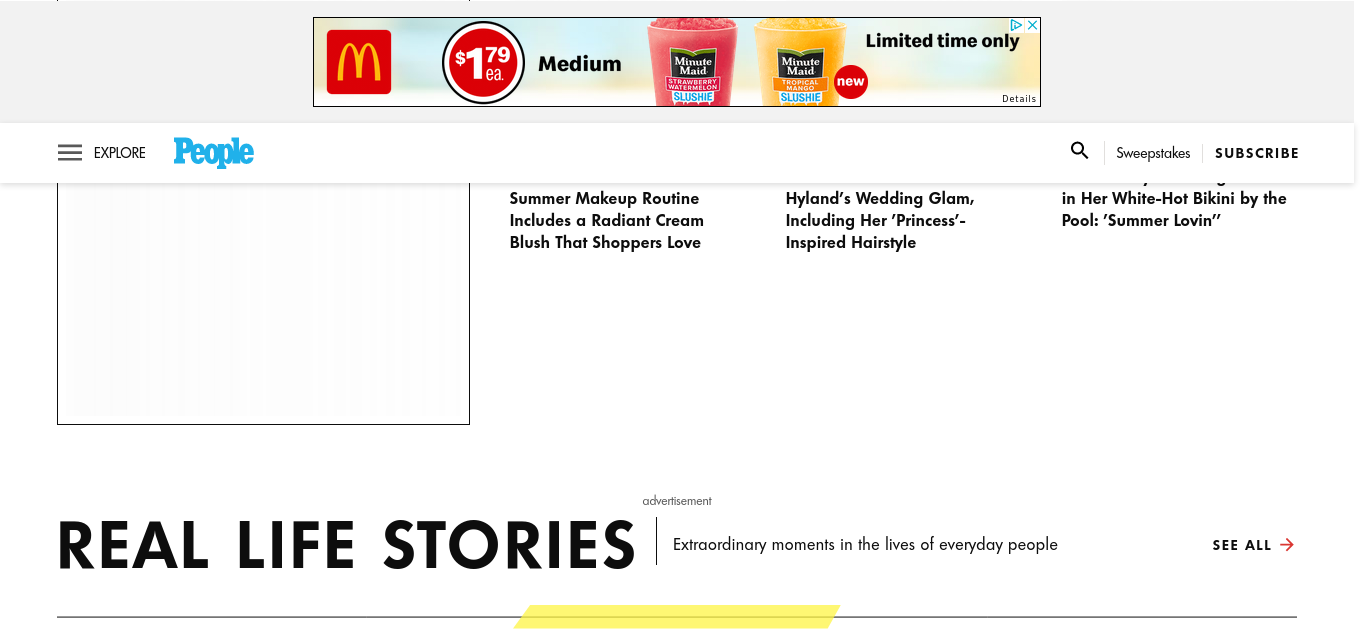 $1.79 ea.
Medium
Minute Maid
STRAWBERRY WATERMELON
SLUSHIE
Minute Maid
TROPICAL MANGO
SLUSHIE
new
Limited time only
Details
EXPLORE
People
Sweepstakes
SUBSCRIBE
Summer Makeup Routine
Includes a Radiant Cream
Blush That Shoppers Love
Hyland's Wedding Glam,
Including Her 'Princess'-
Inspired Hairstyle
in Her White-Hot Bikini by the
Pool: 'Summer Lovin''
advertisement
REAL LIFE STORIES
Extraordinary moments in the lives of everyday people
SEE ALL